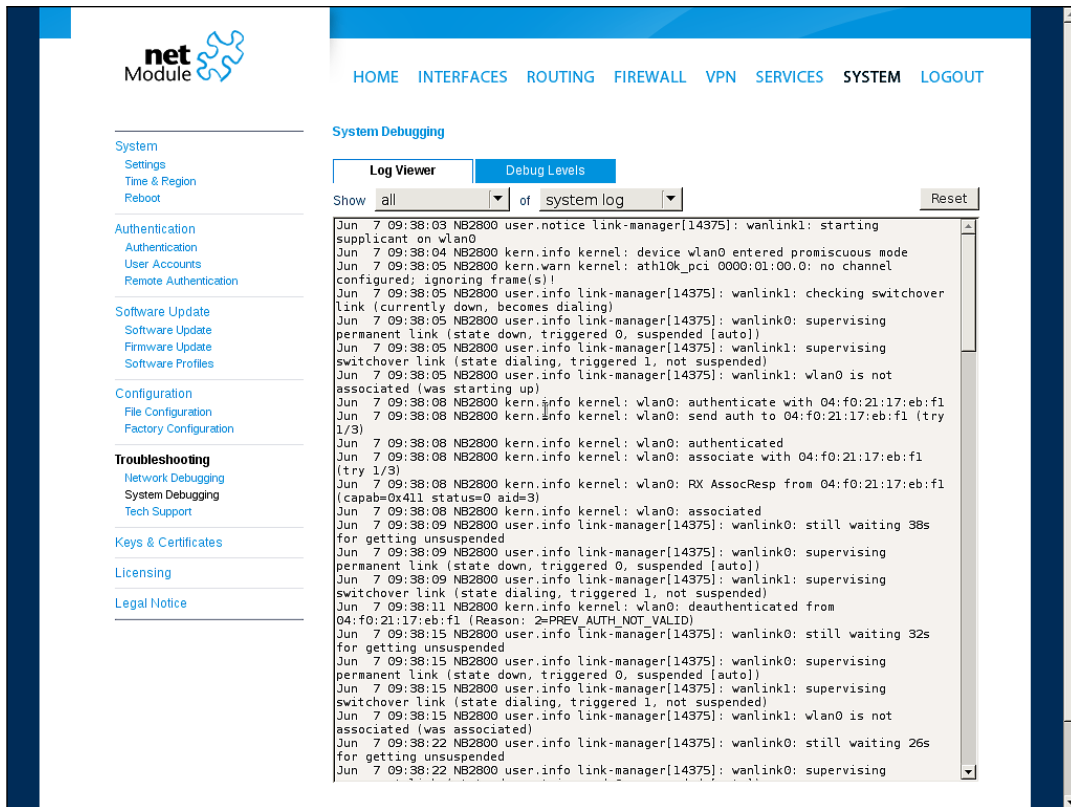 net
Module
HOME INTERFACES ROUTING FIREWALL VPN SERVICES SYSTEM LOGOUT
System
Settings
Time & Region
Reboot
Authentication
Authentication
User Accounts
Remote Authentication
Software Update
Software Update
Firmware Update
Software Profiles
Configuration
File Configuration
Factory Configuration
Troubleshooting
Network Debugging
System Debugging
Tech Support
Keys & Certificates
Licensing
Legal Notice
System Debugging
Log Viewer Debug Levels
Show all of system log Reset
Jun 7 09:38:03 NB2800 user.notice link-manager[14375]: wanlink1: starting
supplicant on wlan0
Jun 7 09:38:04 NB2800 kern.info kernel: device wlan0 entered promiscuous mode
Jun 7 09:38:05 NB2800 kern.warn kernel: ath10k_pci 0000:01:00.0: no channel
configured; ignoring frame(s)!
Jun 7 09:38:05 NB2800 user.info link-manager[14375]: wanlink1: checking switchover
link (currently down, becomes dialing)
Jun 7 09:38:05 NB2800 user.info link-manager[14375]: wanlink0: supervising
permanent link (state down, triggered 0, suspended [auto])
Jun 7 09:38:05 NB2800 user.info link-manager[14375]: wanlink1: supervising
switchover link (state dialing, triggered 1, not suspended)
Jun 7 09:38:05 NB2800 user.info link-manager[14375]: wanlink1: wlan0 is not
associated (was starting up)
Jun 7 09:38:08 NB2800 kern.info kernel: wlan0: authenticate with 04:f0:21:17:eb:f1
Jun 7 09:38:08 NB2800 kern.info kernel: wlan0: send auth to 04:f0:21:17:eb:f1 (try
1/3)
Jun 7 09:38:08 NB2800 kern.info kernel: wlan0: authenticated
Jun 7 09:38:08 NB2800 kern.info kernel: wlan0: associate with 04:f0:21:17:eb:f1
(try 1/3)
Jun 7 09:38:08 NB2800 kern.info kernel: wlan0: RX AssocResp from 04:f0:21:17:eb:f1
(capab=0x411 status=0 aid=3)
Jun 7 09:38:08 NB2800 kern.info kernel: wlan0: associated
Jun 7 09:38:09 NB2800 user.info link-manager[14375]: wanlink0: still waiting 38s
for getting unsuspended
Jun 7 09:38:09 NB2800 user.info link-manager[14375]: wanlink0: supervising
permanent link (state down, triggered 0, suspended [auto])
Jun 7 09:38:09 NB2800 user.info link-manager[14375]: wanlink1: supervising
switchover link (state dialing, triggered 1, not suspended)
Jun 7 09:38:11 NB2800 kern.info kernel: wlan0: deauthenticated from
04:f0:21:17:eb:f1 (Reason: 2=PREV_AUTH_NOT_VALID)
Jun 7 09:38:15 NB2800 user.info link-manager[14375]: wanlink0: still waiting 32s
for getting unsuspended
Jun 7 09:38:15 NB2800 user.info link-manager[14375]: wanlink0: supervising
permanent link (state down, triggered 0, suspended [auto])
Jun 7 09:38:15 NB2800 user.info link-manager[14375]: wanlink1: supervising
switchover link (state dialing, triggered 1, not suspended)
Jun 7 09:38:15 NB2800 user.info link-manager[14375]: wanlink1: wlan0 is not
associated (was associated)
Jun 7 09:38:22 NB2800 user.info link-manager[14375]: wanlink0: still waiting 26s
for getting unsuspended
Jun 7 09:38:22 NB2800 user.info link-manager[14375]: wanlink0: supervising